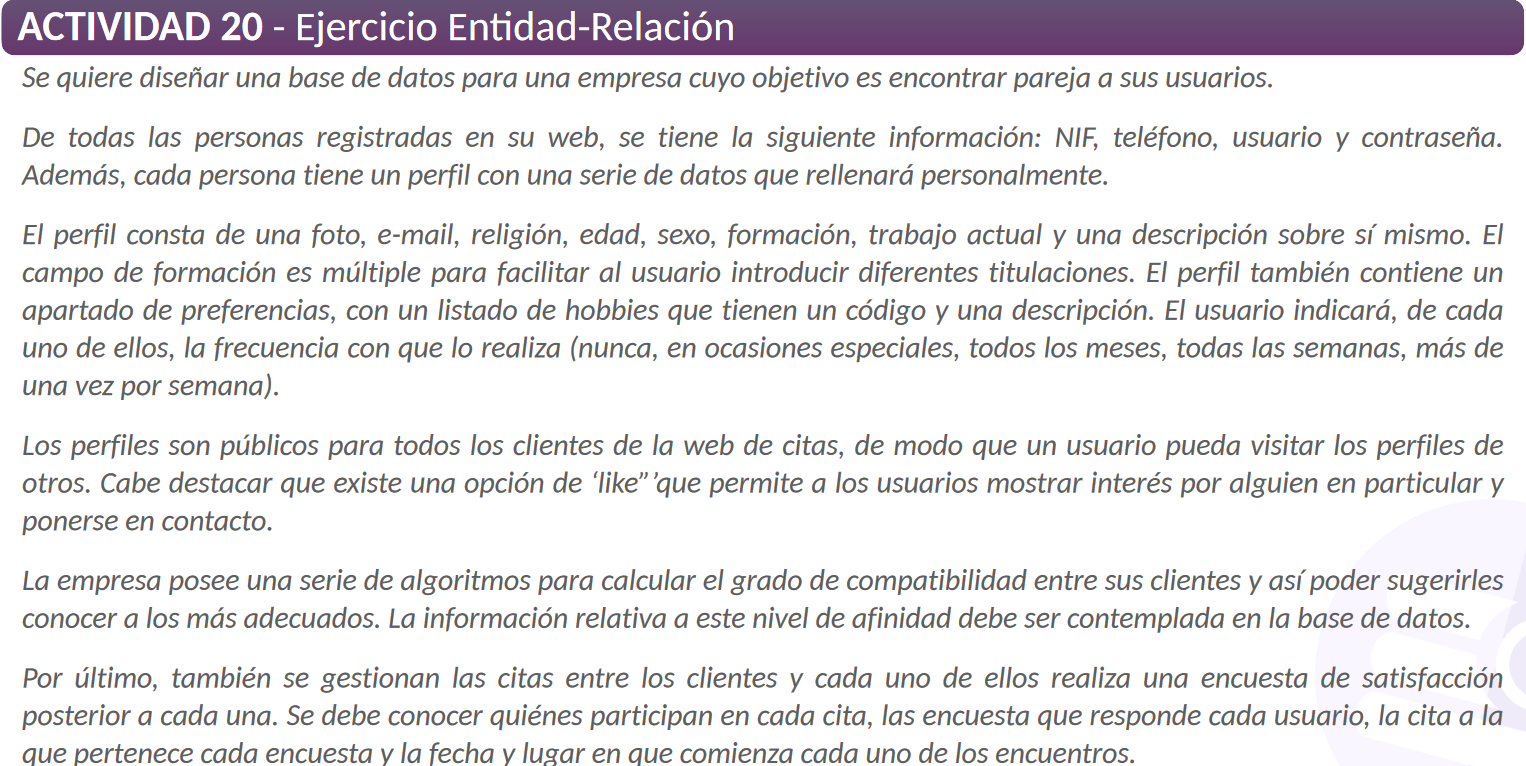 ACTIVIDAD 20 - Ejercicio Entidad-Relación
Se quiere diseñar una base de datos para una empresa cuyo objetivo es encontrar pareja a sus usuarios.
De todas las personas registradas en su web, se tiene la siguiente información: NIF, teléfono, usuario y contraseña.
Además, cada persona tiene un perfil con una serie de datos que rellenará personalmente.
El perfil consta de una foto, e-mail, religión, edad, sexo, formación, trabajo actual y una descripción sobre sí mismo. El
campo de formación es múltiple para facilitar al usuario introducir diferentes titulaciones. El perfil también contiene un
apartado de preferencias, con un listado de hobbies que tienen un código y una descripción. El usuario indicará, de cada
uno de ellos, la frecuencia con que lo realiza (nunca, en ocasiones especiales, todos los meses, todas las semanas, más de
una vez por semana).
Los perfiles son públicos para todos los clientes de la web de citas, de modo que un usuario pueda visitar los perfiles de
otros. Cabe destacar que existe una opción de ‘like” ’que permite a los usuarios mostrar interés por alguien en particular y
ponerse en contacto.
La empresa posee una serie de algoritmos para calcular el grado de compatibilidad entre sus clientes y así poder sugerirles
conocer a los más adecuados. La información relativa a este nivel de afinidad debe ser contemplada en la base de datos.
Por último, también se gestionan las citas entre los clientes y cada uno de ellos realiza una encuesta de satisfacción
posterior a cada una. Se debe conocer quiénes participan en cada cita, las encuesta que responde cada usuario, la cita a la
que pertenece cada encuesta y la fecha y lugar en que comienza cada uno de los encuentros.